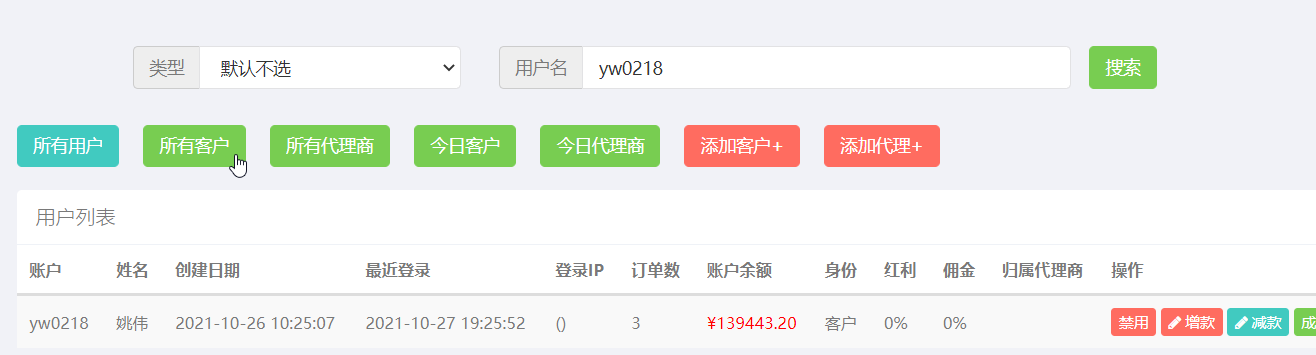 类型 默认不选 用户名 yw0218 搜索
所有用户 所有客户 所有代理商 今日客户 今日代理商 添加客户+ 添加代理+
用户列表
账户 姓名 创建日期 最近登录 登录IP 订单数 账户余额 身份 红利 佣金 归属代理商 操作
yw0218 姚伟 2021-10-26 10:25:07 2021-10-27 19:25:52 () 3 ¥139443.20 客户 0% 0% 禁用 增款 减款